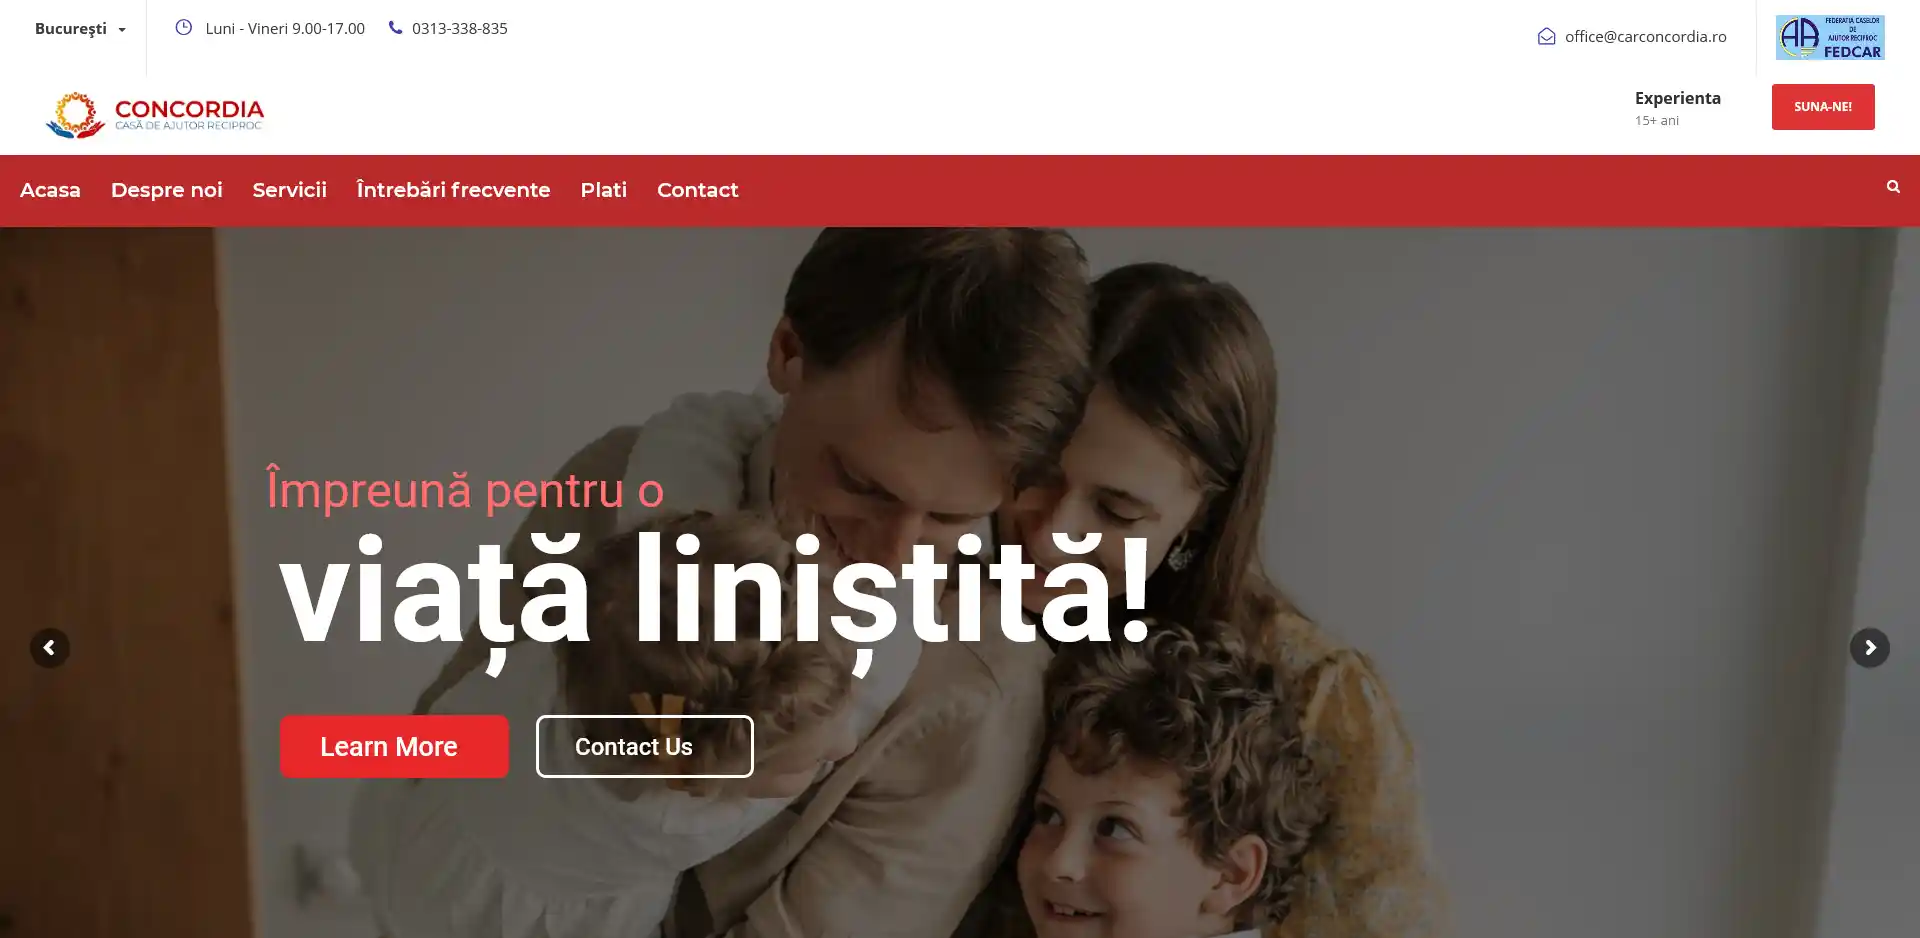 Bucureşti
Luni - Vineri 9.00-17.00
0313-338-835
office@carconcordia.ro
FEDERATIA CASELOR
DE
AJUTOR RECIPROC
FEDCAR
CONCORDIA
CASĂ DE AJUTOR RECIPROC
Experienta
15+ ani
SUNA-NE!
Acasa
Despre noi
Servicii
Întrebări frecvente
Plati
Contact
Împreună pentru o
viață liniștită!
Learn More
Contact Us